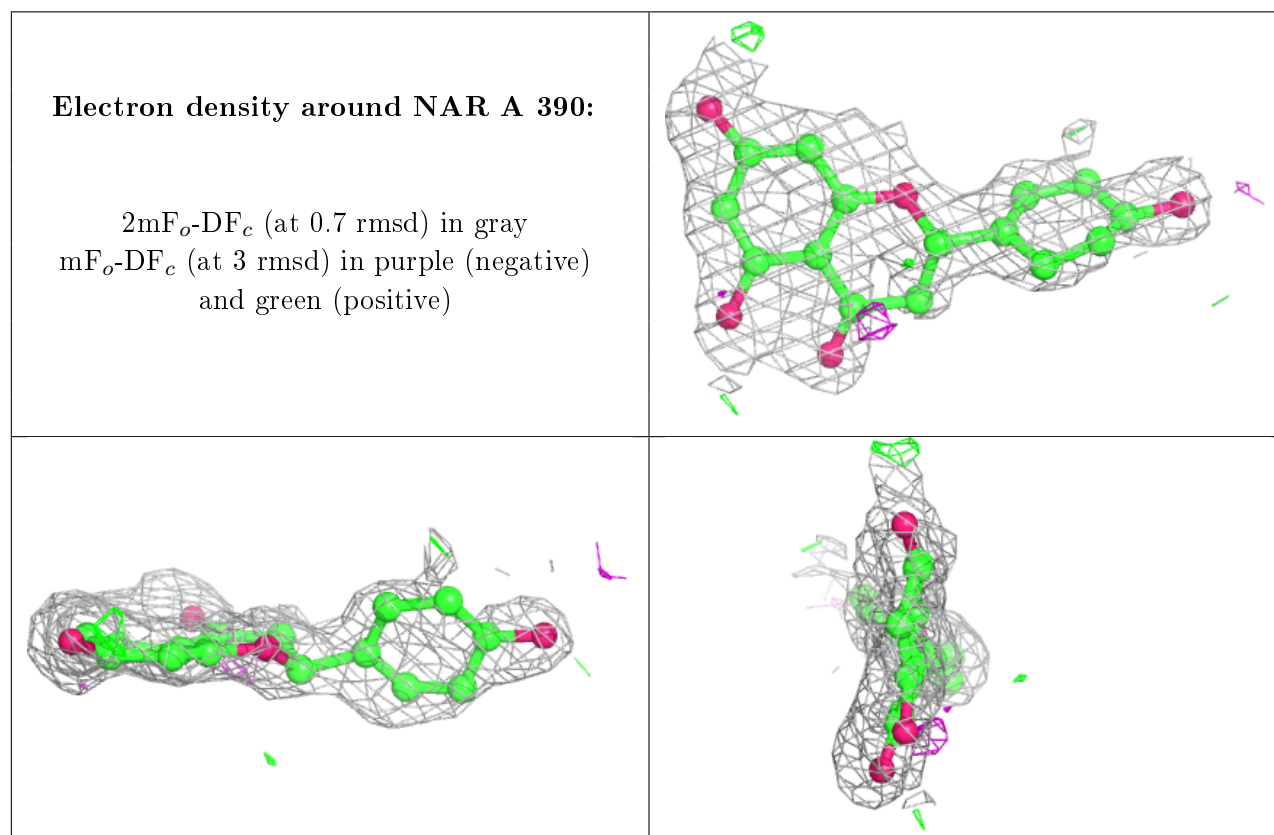 Electron density around NAR A 390:
2mFₒ-DF𝒸 (at 0.7 rmsd) in gray
mFₒ-DF𝒸 (at 3 rmsd) in purple (negative)
and green (positive)